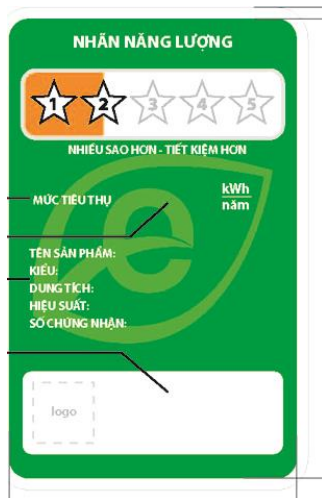 NHÃN NĂNG LƯỢNG
1 2 3 4 5
NHIỀU SAO HƠN - TIẾT KIỆM HƠN
MỨC TIÊU THỤ
kWh
năm
TÊN SẢN PHẨM:
KIỂU:
DUNG TÍCH:
HIỆU SUẤT:
SỐ CHỨNG NHẬN:
logo